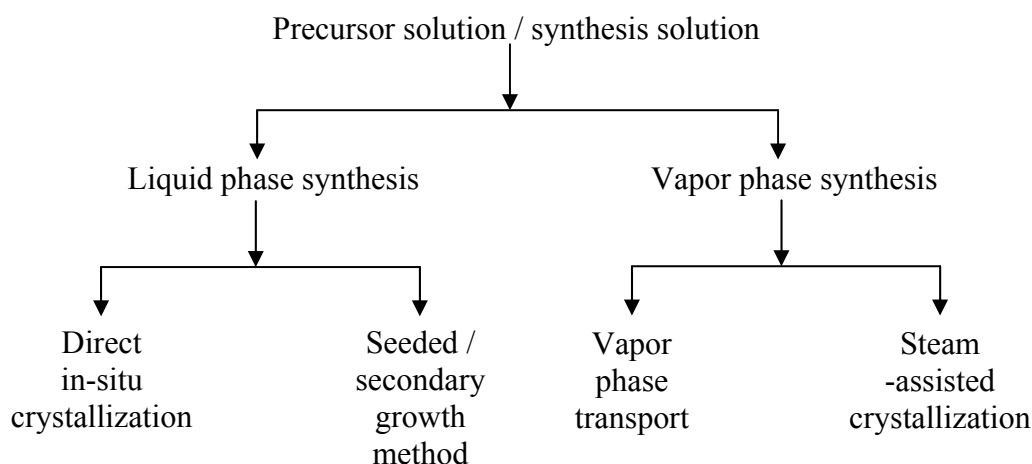 Precursor solution / synthesis solution
Liquid phase synthesis
Vapor phase synthesis
Direct
in-situ
crystallization
Seeded /
secondary
growth
method
Vapor
phase
transport
Steam
-assisted
crystallization